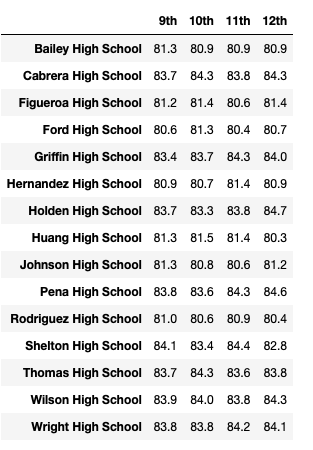 9th 10th 11th 12th
Bailey High School 81.3 80.9 80.9 80.9
Cabrera High School 83.7 84.3 83.8 84.3
Figueroa High School 81.2 81.4 80.6 81.4
Ford High School 80.6 81.3 80.4 80.7
Griffin High School 83.4 83.7 84.3 84.0
Hernandez High School 80.9 80.7 81.4 80.9
Holden High School 83.7 83.3 83.8 84.7
Huang High School 81.3 81.5 81.4 80.3
Johnson High School 81.3 80.8 80.6 81.2
Pena High School 83.8 83.6 84.3 84.6
Rodriguez High School 81.0 80.6 80.9 80.4
Shelton High School 84.1 83.4 84.4 82.8
Thomas High School 83.7 84.3 83.6 83.8
Wilson High School 83.9 84.0 83.8 84.3
Wright High School 83.8 83.8 84.2 84.1